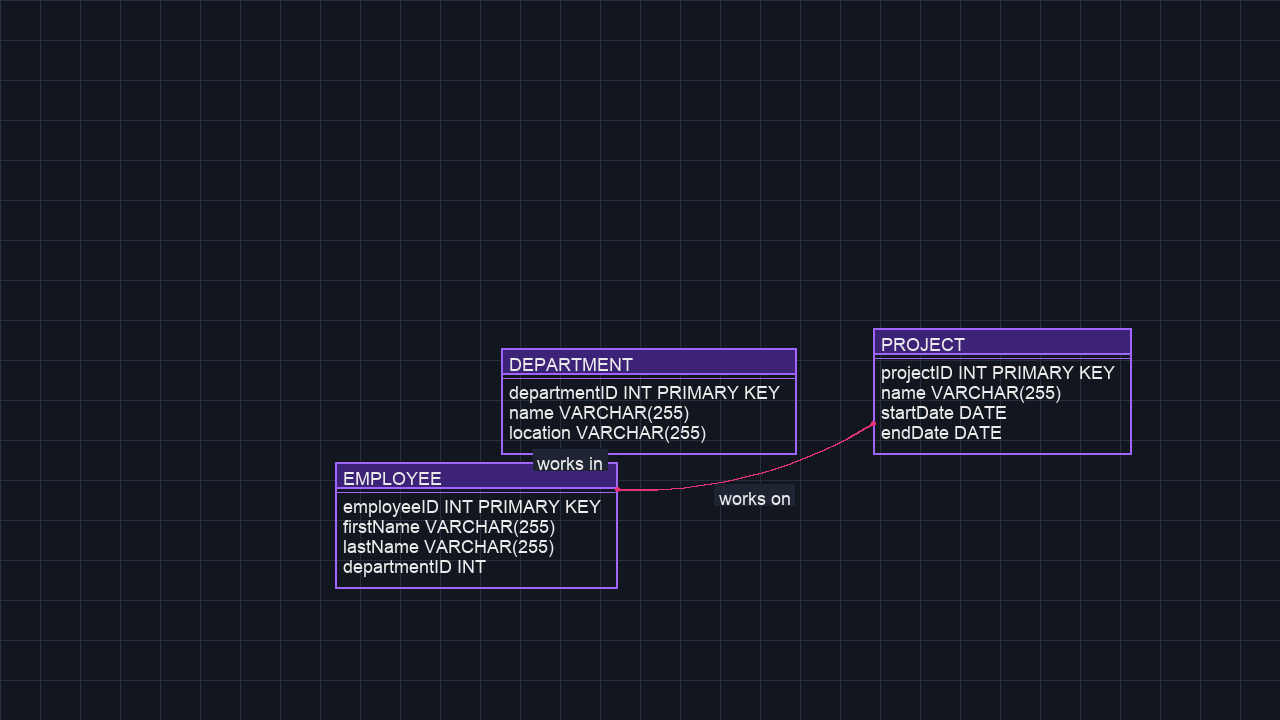 DEPARTMENT
departmentID INT PRIMARY KEY
name VARCHAR(255)
location VARCHAR(255)
PROJECT
projectID INT PRIMARY KEY
name VARCHAR(255)
startDate DATE
endDate DATE
works in
EMPLOYEE
employeeID INT PRIMARY KEY
firstName VARCHAR(255)
lastName VARCHAR(255)
departmentID INT
works on